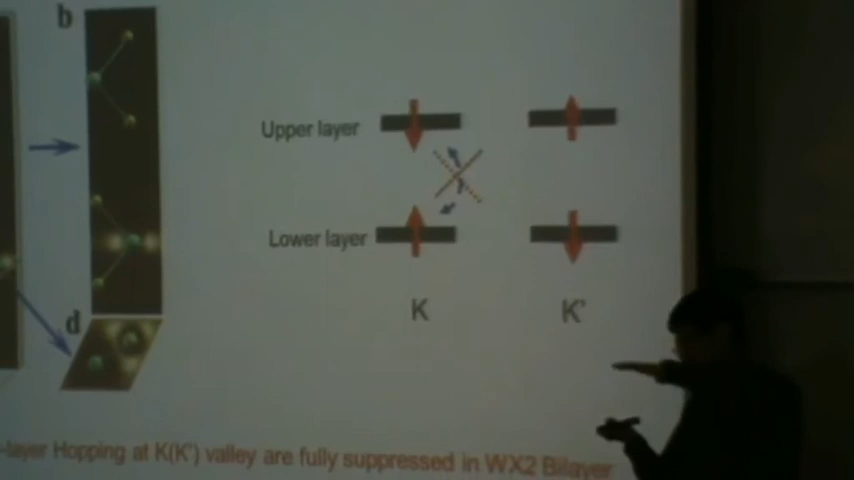 b
Upper layer
Lower layer
K K'
d
-layer Hopping at K(K') valley are fully suppressed in WX2 Bilayer